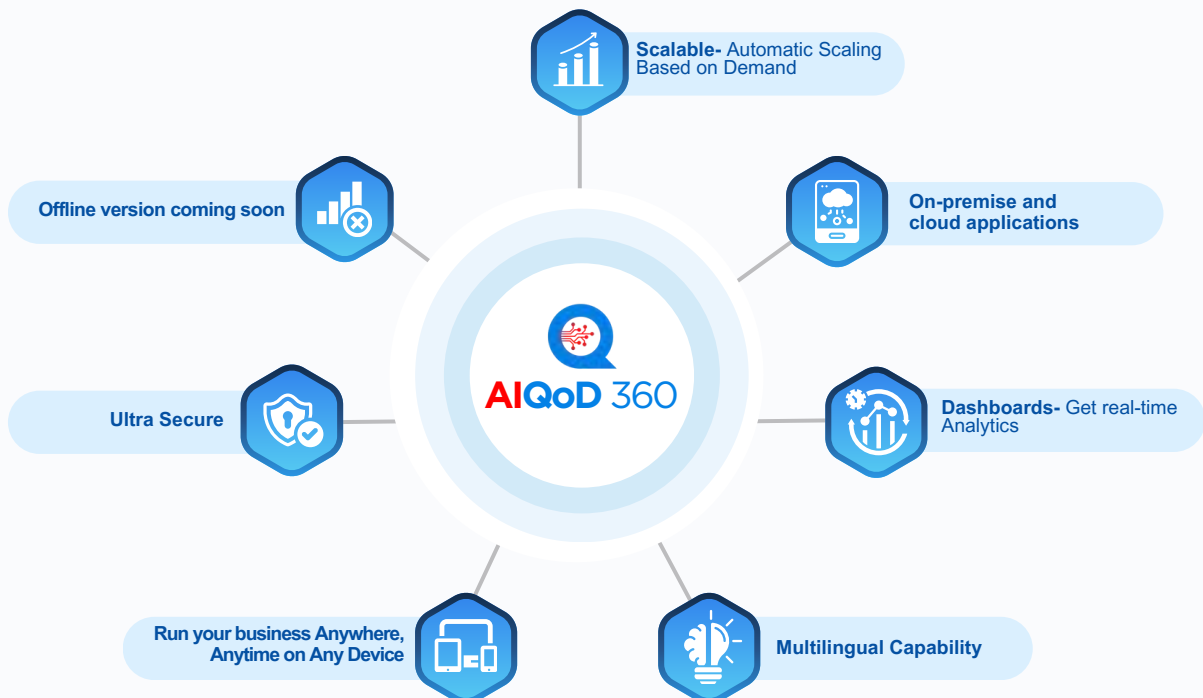 Scalable- Automatic Scaling
Based on Demand
Offline version coming soon
On-premise and
cloud applications
AIQoD 360
Ultra Secure
Dashboards- Get real-time
Analytics
Run your business Anywhere,
Anytime on Any Device
Multilingual Capability